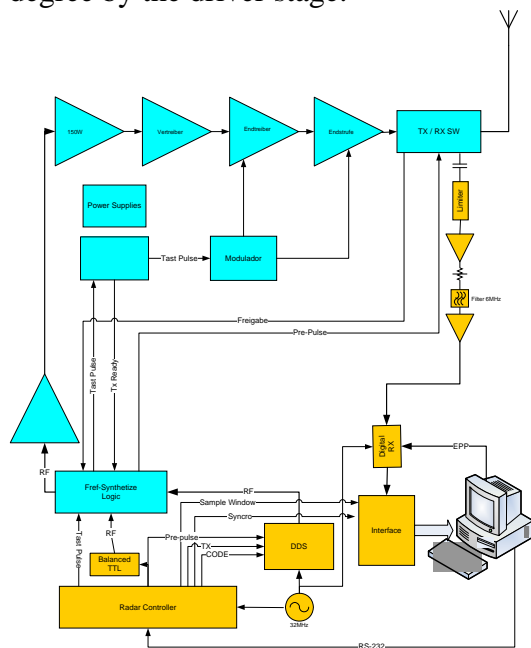 degree by the driver stage.
150W
Vertreiber
Endtreiber
Endstrufe
TX / RX SW
Limiter
Power Supplies
Tast Pulse
Modulador
Filter 6MHz
Freigabe
Pre-Pulse
Tast Pulse
Tx Ready
Digital
RX
EPP
RF
Fref-Synthetize
Logic
RF
Sample Window
Syncro
Interface
Tast Pulse
RF
Pre-pulse
TX
CODE
DDS
Balanced
TTL
Radar Controller
32MHz
RS-232